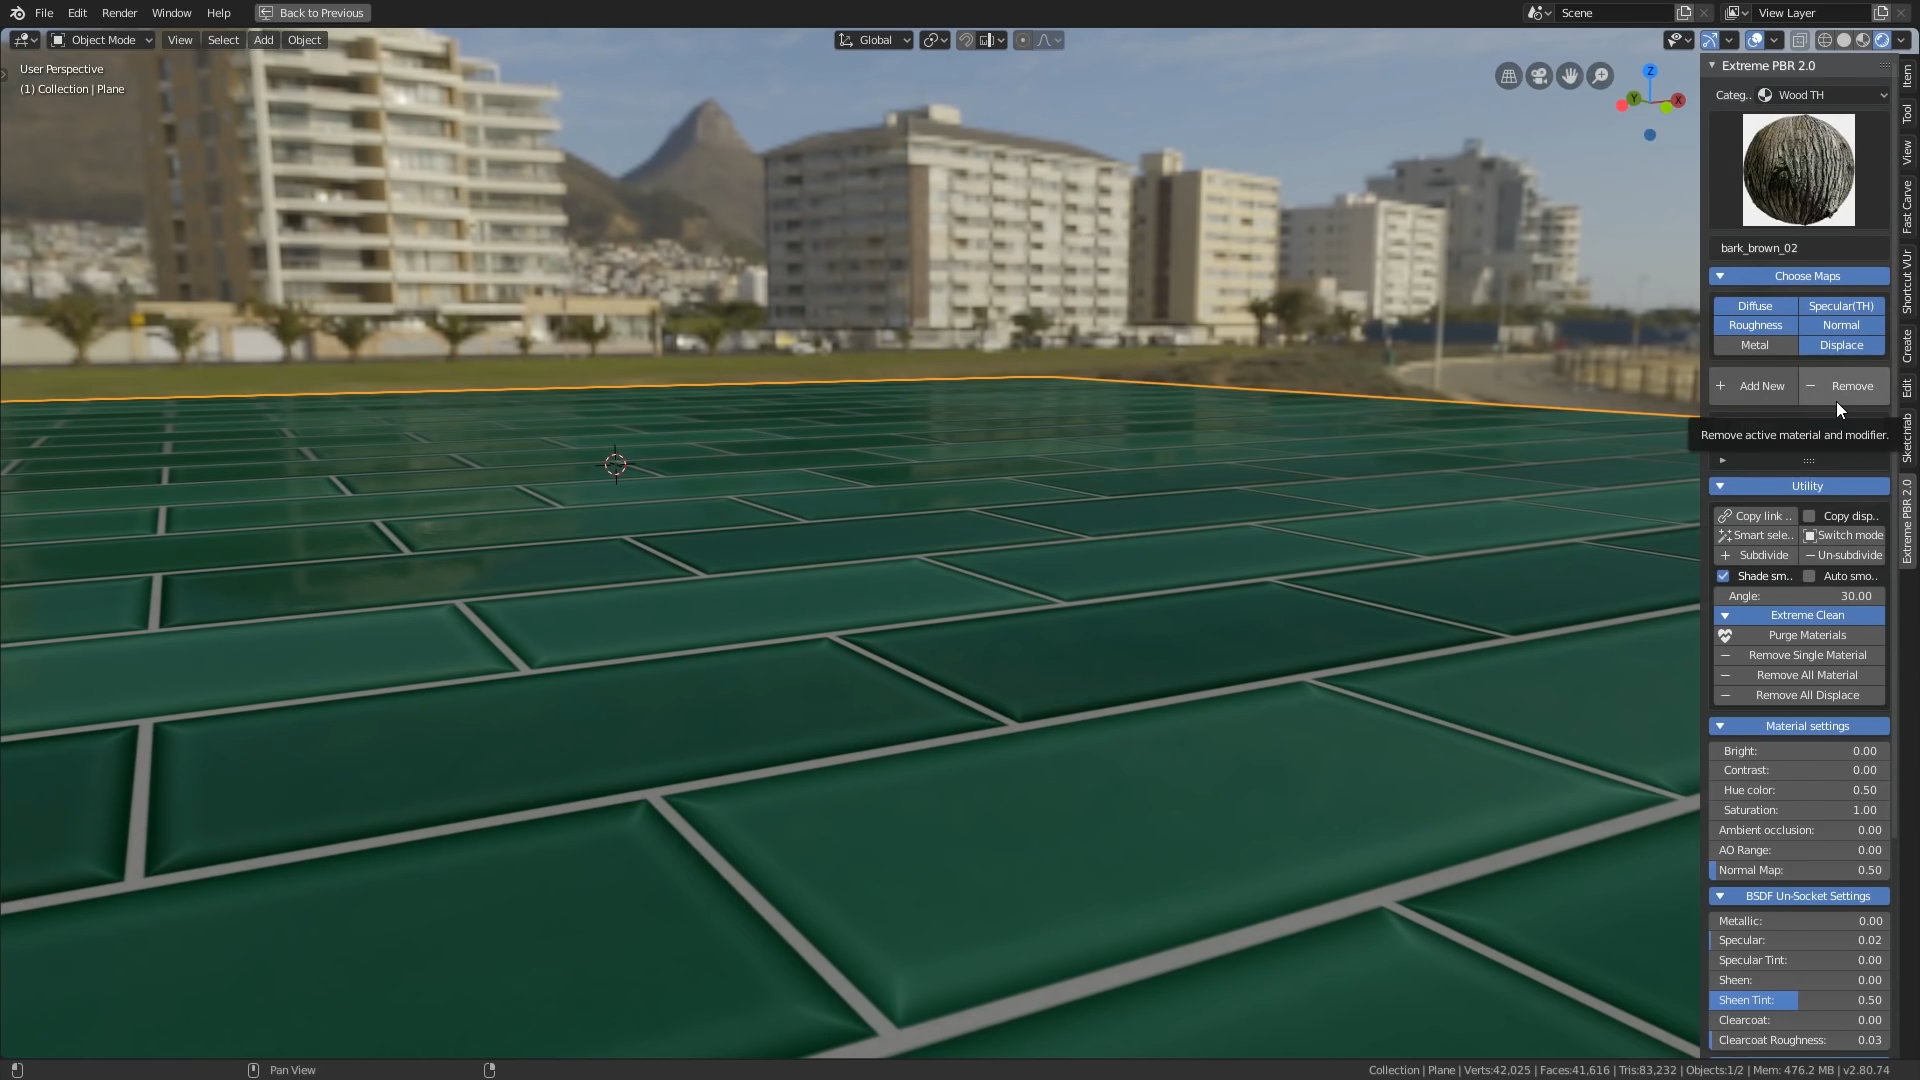 File Edit Render Window Help Back to Previous Scene View Layer
Object Mode View Select Add Object Global
User Perspective
(1) Collection | Plane
Z
Y X
Extreme PBR 2.0
Categ.. Wood TH
bark_brown_02
Choose Maps
Diffuse Specular(TH)
Roughness Normal
Metal Displace
Add New Remove
Remove active material and modifier.
Utility
Copy link .. Copy disp..
Smart sele.. Switch mode
Subdivide Un-subdivide
Shade sm.. Auto smo..
Angle: 30.00
Extreme Clean
Purge Materials
Remove Single Material
Remove All Material
Remove All Displace
Material settings
Bright: 0.00
Contrast: 0.00
Hue color: 0.50
Saturation: 1.00
Ambient occlusion: 0.00
AO Range: 0.00
Normal Map: 0.50
BSDF Un-Socket Settings
Metallic: 0.00
Specular: 0.02
Specular Tint: 0.00
Sheen: 0.00
Sheen Tint: 0.50
Clearcoat: 0.00
Clearcoat Roughness: 0.03
Item
Tool
View
Fast Carve
Shortcut VUr
Create
Edit
Sketchfab
Extreme PBR 2.0
Pan View
Collection | Plane | Verts:42,025 | Faces:41,616 | Tris:83,232 | Objects:1/2 | Mem: 476.2 MB | v2.80.74